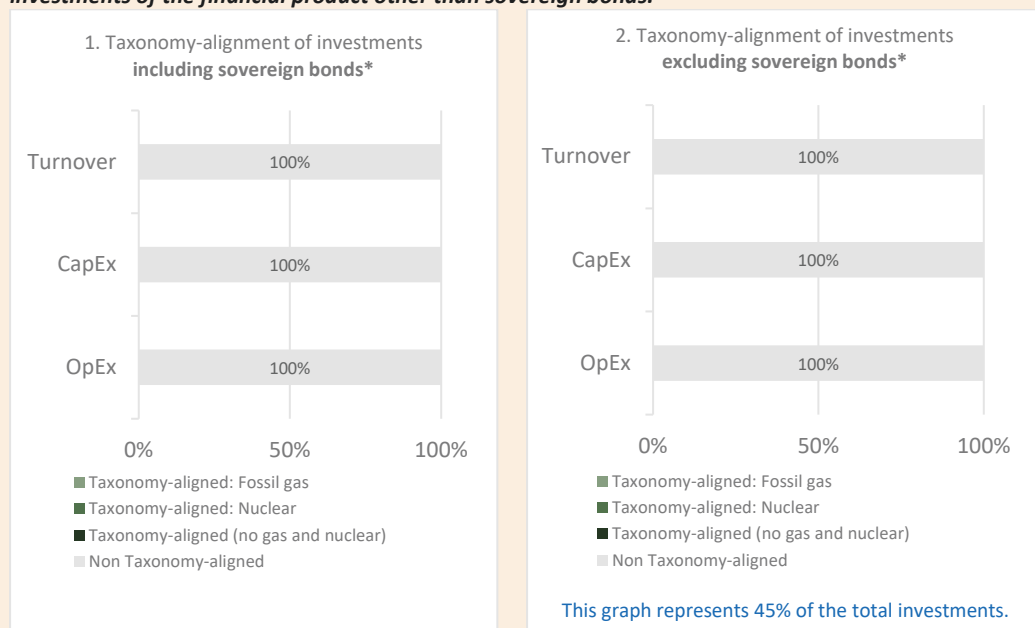 investments of the financial product other than sovereign bonds.
1. Taxonomy-alignment of investments
including sovereign bonds*
Turnover
100%
CapEx
100%
OpEx
100%
0% 50% 100%
Taxonomy-aligned: Fossil gas
Taxonomy-aligned: Nuclear
Taxonomy-aligned (no gas and nuclear)
Non Taxonomy-aligned
2. Taxonomy-alignment of investments
excluding sovereign bonds*
Turnover
100%
CapEx
100%
OpEx
100%
0% 50% 100%
Taxonomy-aligned: Fossil gas
Taxonomy-aligned: Nuclear
Taxonomy-aligned (no gas and nuclear)
Non Taxonomy-aligned
This graph represents 45% of the total investments.